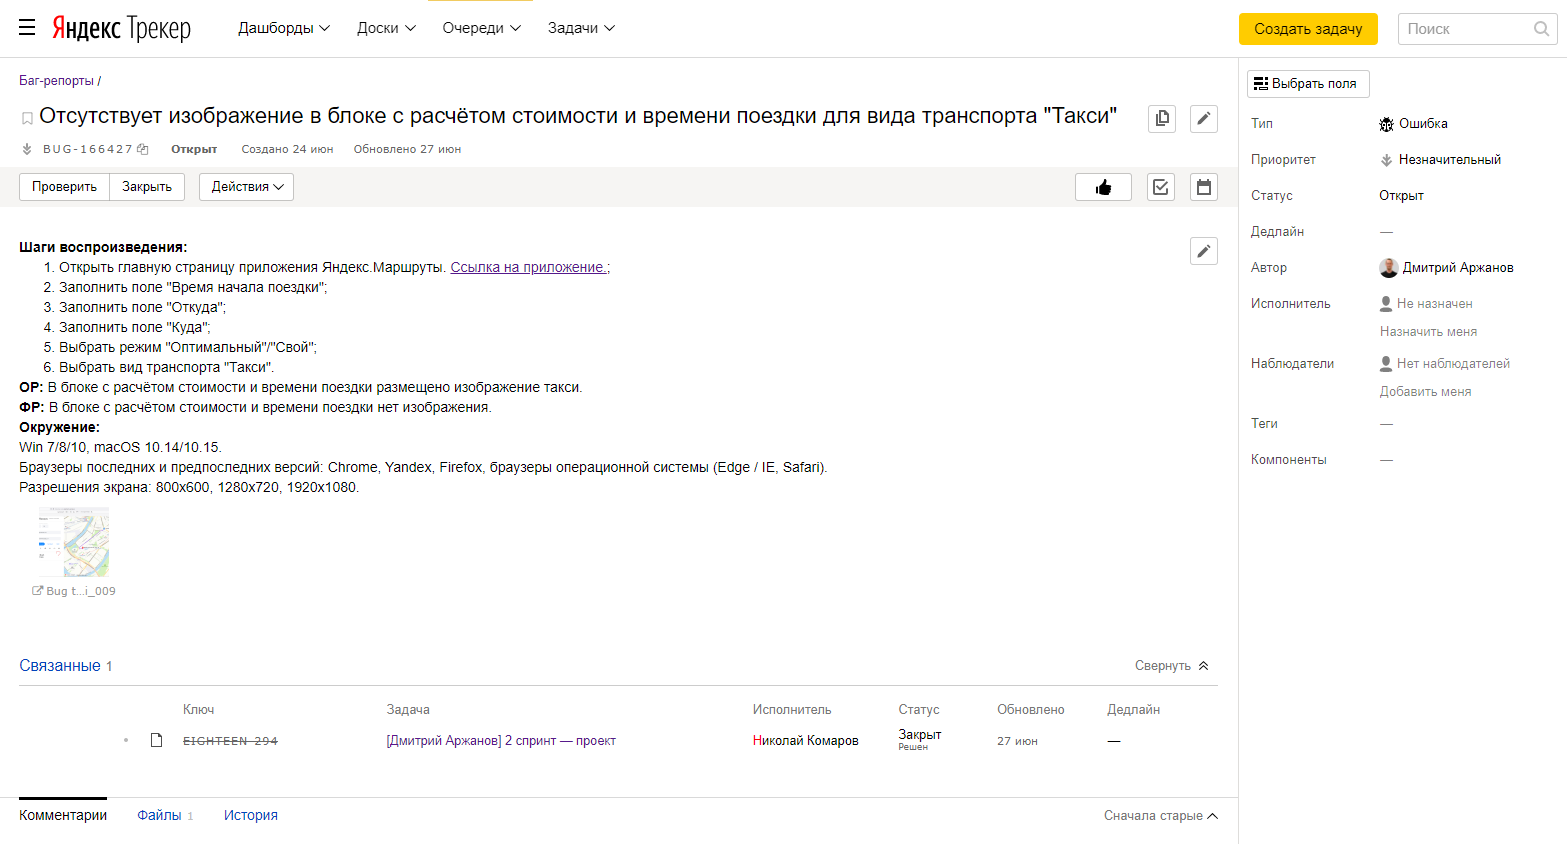 Яндекс Трекер
Дашборды
Доски
Очереди
Задачи
Создать задачу
Поиск
Баг-репорты /
Отсутствует изображение в блоке с расчётом стоимости и времени поездки для вида транспорта "Такси"
BUG-166427 Открыт Создано 24 июн Обновлено 27 июн
Проверить Закрыть Действия
Шаги воспроизведения:
1. Открыть главную страницу приложения Яндекс.Маршруты. Ссылка на приложение.;
2. Заполнить поле "Время начала поездки";
3. Заполнить поле "Откуда";
4. Заполнить поле "Куда";
5. Выбрать режим "Оптимальный"/"Свой";
6. Выбрать вид транспорта "Такси".
ОР: В блоке с расчётом стоимости и времени поездки размещено изображение такси.
ФР: В блоке с расчётом стоимости и времени поездки нет изображения.
Окружение:
Win 7/8/10, macOS 10.14/10.15.
Браузеры последних и предпоследних версий: Chrome, Yandex, Firefox, браузеры операционной системы (Edge / IE, Safari).
Разрешения экрана: 800x600, 1280x720, 1920x1080.
Bug t...i_009
Связанные 1
Свернуть
Ключ Задача Исполнитель Статус Обновлено Дедлайн
EIGHTEEN-294 [Дмитрий Аржанов] 2 спринт — проект Николай Комаров Закрыт 27 июн —
Решен
Комментарии Файлы 1 История
Сначала старые
Выбрать поля
Тип Ошибка
Приоритет Незначительный
Статус Открыт
Дедлайн —
Автор Дмитрий Аржанов
Исполнитель Не назначен
Назначить меня
Наблюдатели Нет наблюдателей
Добавить меня
Теги —
Компоненты —